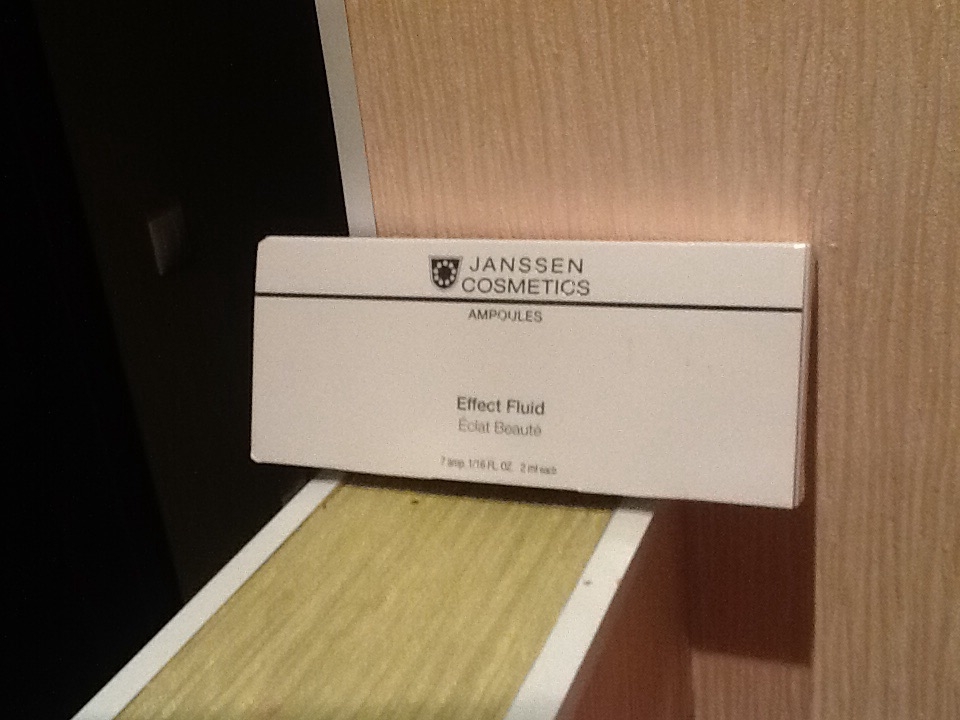 JANSSEN
COSMETICS
AMPOULES
Effect Fluid
Éclat Beauté
7 amp. 1/16 FL. OZ. 2 ml each